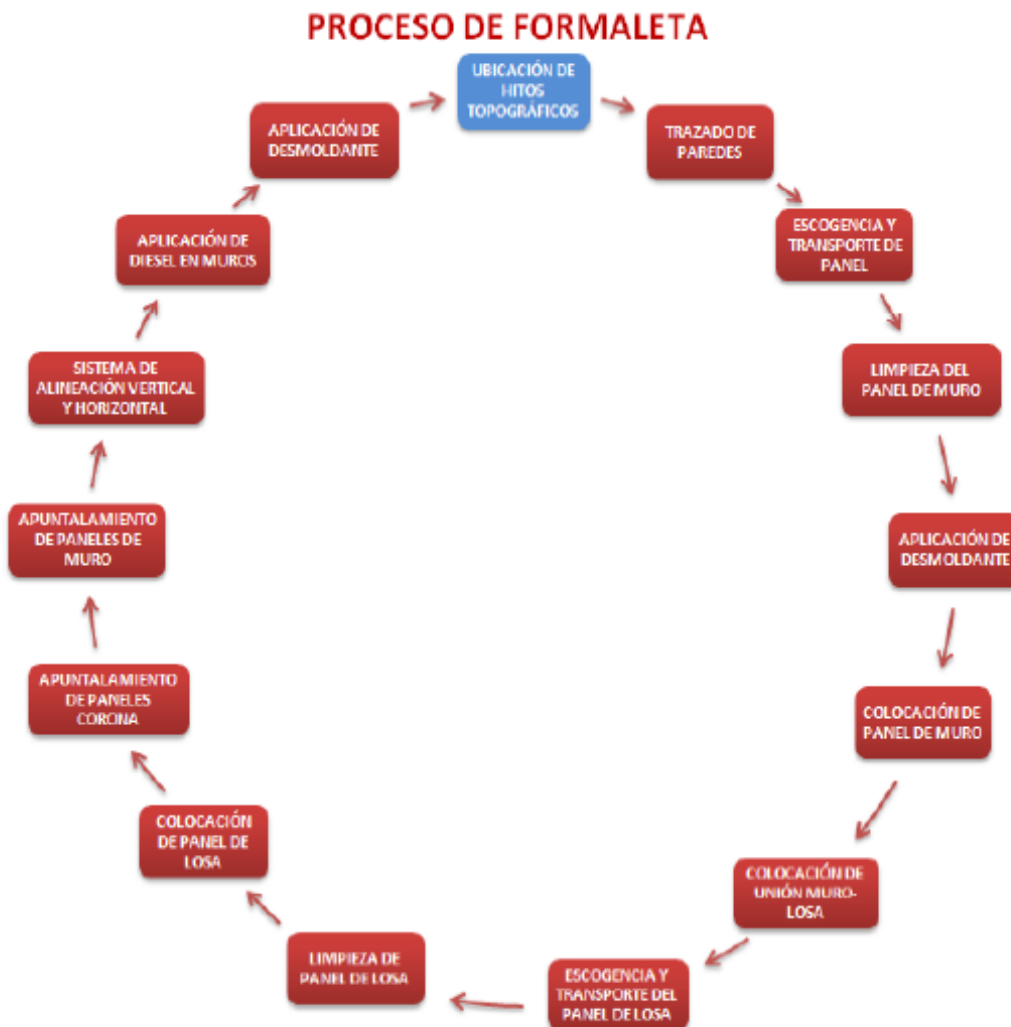 PROCESO DE FORMALETA
UBICACIÓN DE
HITOS
TOPOGRÁFICOS
TRAZADO DE
PAREDES
ESCOGENCIA Y
TRANSPORTE DE
PANEL
LIMPIEZA DEL
PANEL DE MURO
APLICACIÓN DE
DESMOLDANTE
COLOCACIÓN DE
PANEL DE MURO
COLOCACIÓN DE
UNIÓN MURO-
LOSA
ESCOGENCIA Y
TRANSPORTE DEL
PANEL DE LOSA
LIMPIEZA DE
PANEL DE LOSA
COLOCACIÓN
DE PANEL DE
LOSA
APUNTALAMIENTO
DE PANELES
CORONA
APUNTALAMIENTO
DE PANELES DE
MURO
SISTEMA DE
ALINEACIÓN VERTICAL
Y HORIZONTAL
APLICACIÓN DE
DIESEL EN MUROS
APLICACIÓN DE
DESMOLDANTE